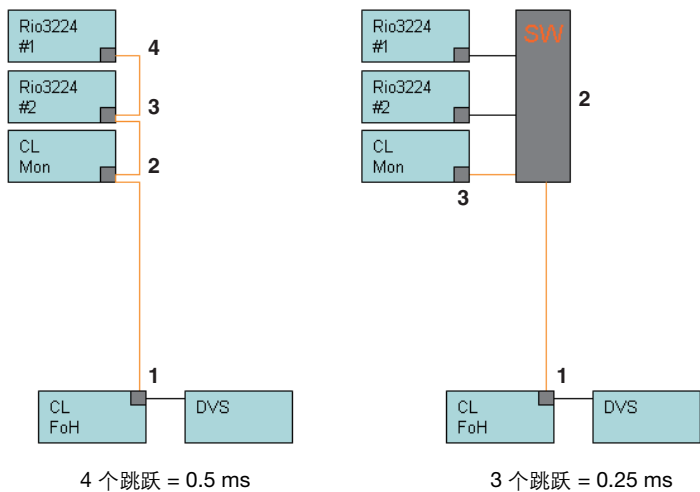 Rio3224
#1
4
Rio3224
#2
3
CL
Mon
2
1
CL
FoH
DVS
4 个跳跃 = 0.5 ms
Rio3224
#1
SW
Rio3224
#2
2
CL
Mon
3
1
CL
FoH
DVS
3 个跳跃 = 0.25 ms